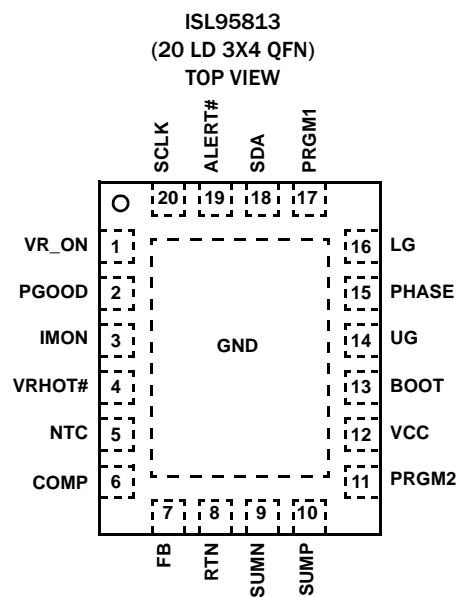 ISL95813
(20 LD 3X4 QFN)
TOP VIEW
SCLK
ALERT#
SDA
PRGM1
20 19 18 17
VR_ON 1
PGOOD 2
IMON 3
VRHOT# 4
NTC 5
COMP 6
GND
16 LG
15 PHASE
14 UG
13 BOOT
12 VCC
11 PRGM2
7 8 9 10
FB
RTN
SUMN
SUMP